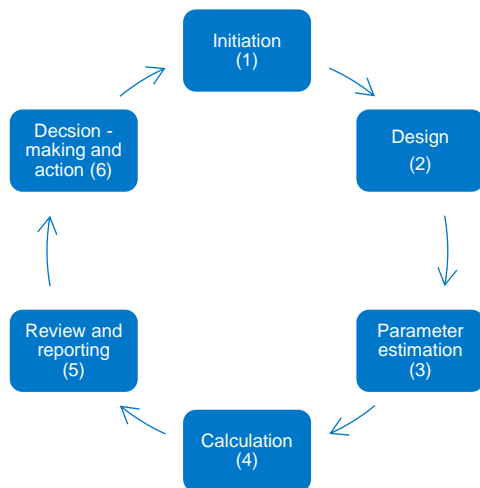 Initiation
(1)
Design
(2)
Parameter
estimation
(3)
Calculation
(4)
Review and
reporting
(5)
Decsion -
making and
action (6)